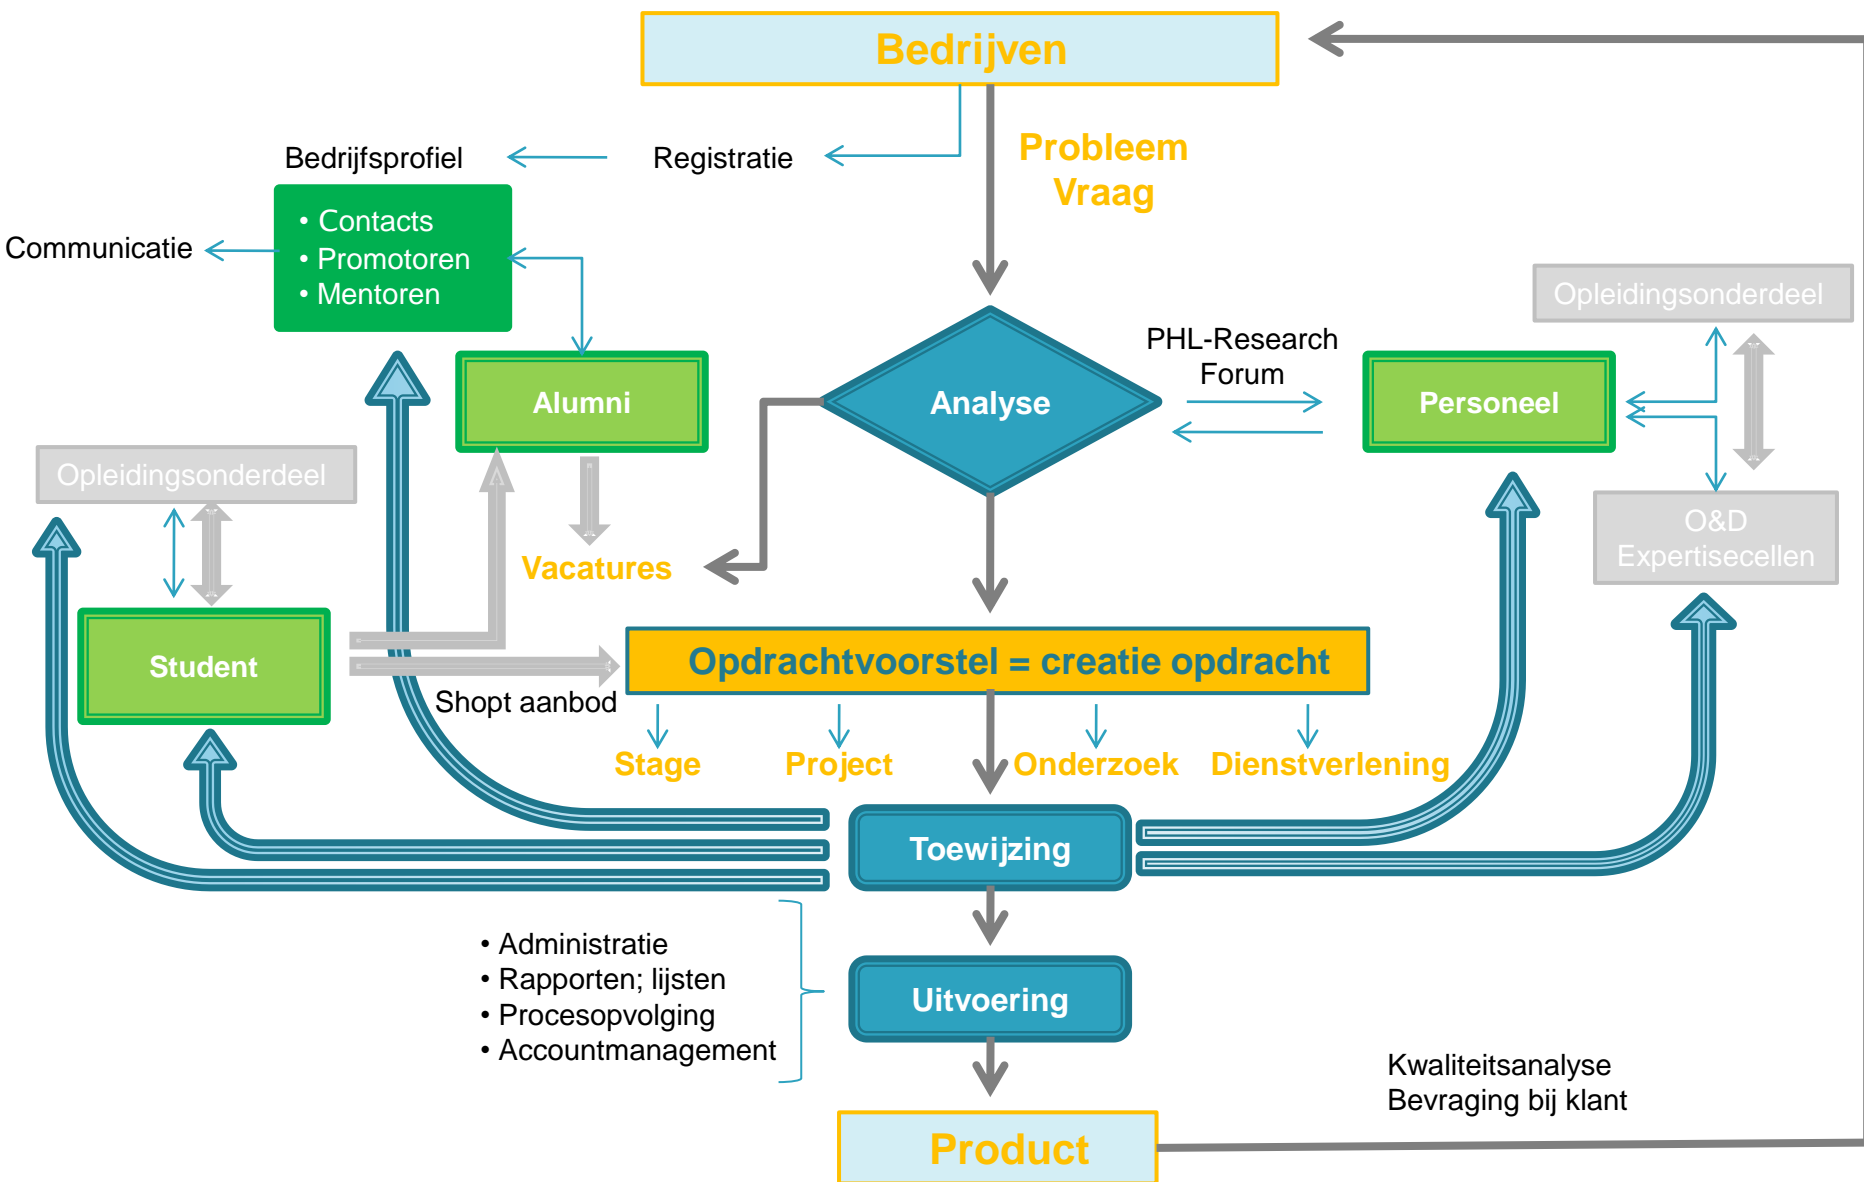 Bedrijven
Probleem
Vraag
Bedrijfsprofiel
Registratie
• Contacts
• Promotoren
• Mentoren
Communicatie
Opleidingsonderdeel
PHL-Research
Forum
Alumni
Analyse
Personeel
Opleidingsonderdeel
O&D
Expertisecellen
Vacatures
Student
Opdrachtvoorstel = creatie opdracht
Shopt aanbod
Stage
Project
Onderzoek
Dienstverlening
Toewijzing
• Administratie
• Rapporten; lijsten
• Procesopvolging
• Accountmanagement
Uitvoering
Kwaliteitsanalyse
Bevraging bij klant
Product